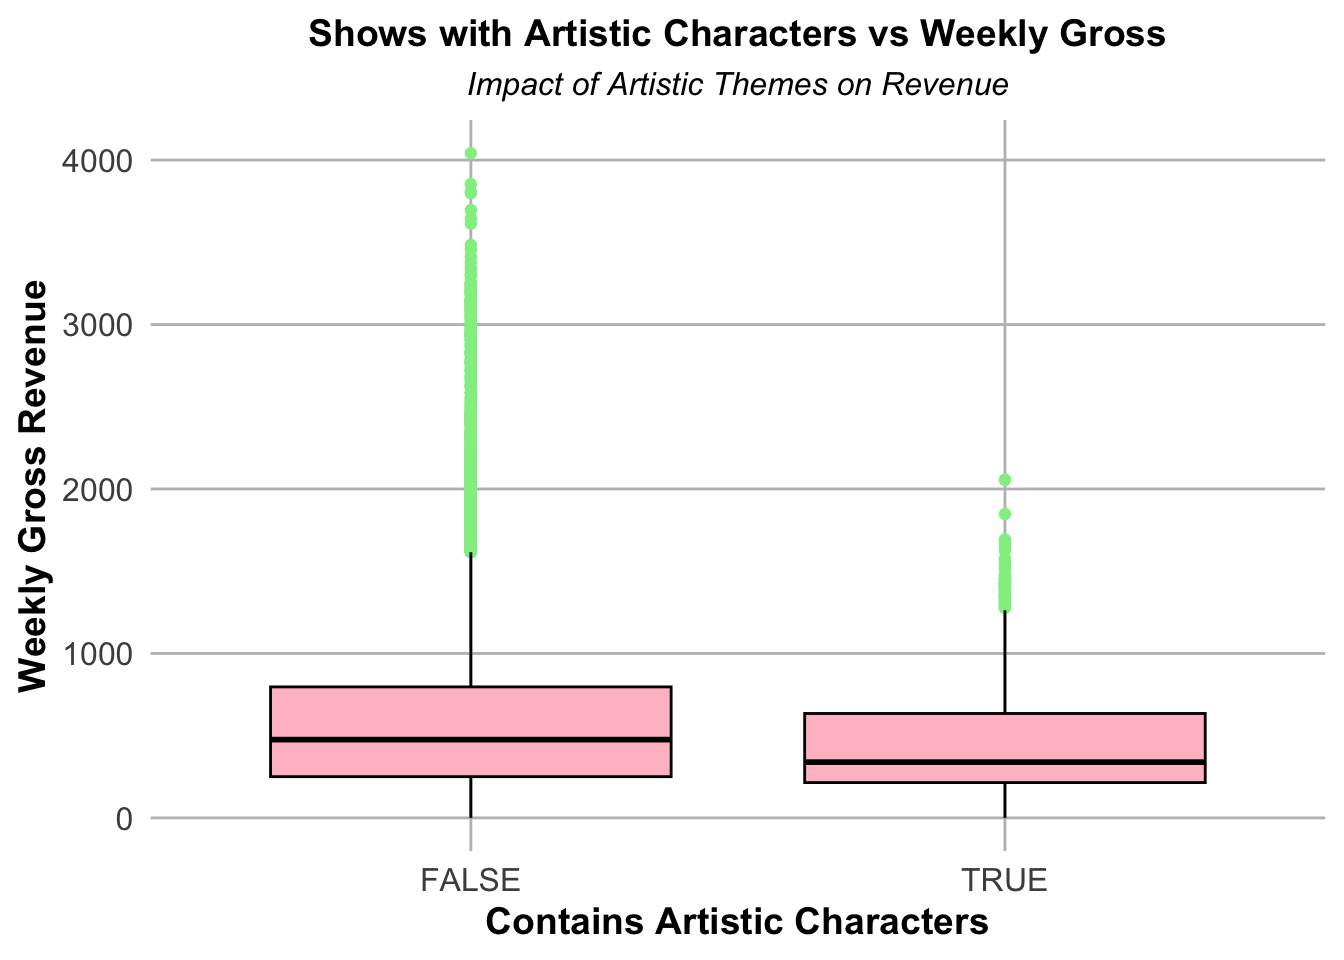 Shows with Artistic Characters vs Weekly Gross
Impact of Artistic Themes on Revenue
Weekly Gross Revenue
4000
3000
2000
1000
0
FALSE
TRUE
Contains Artistic Characters